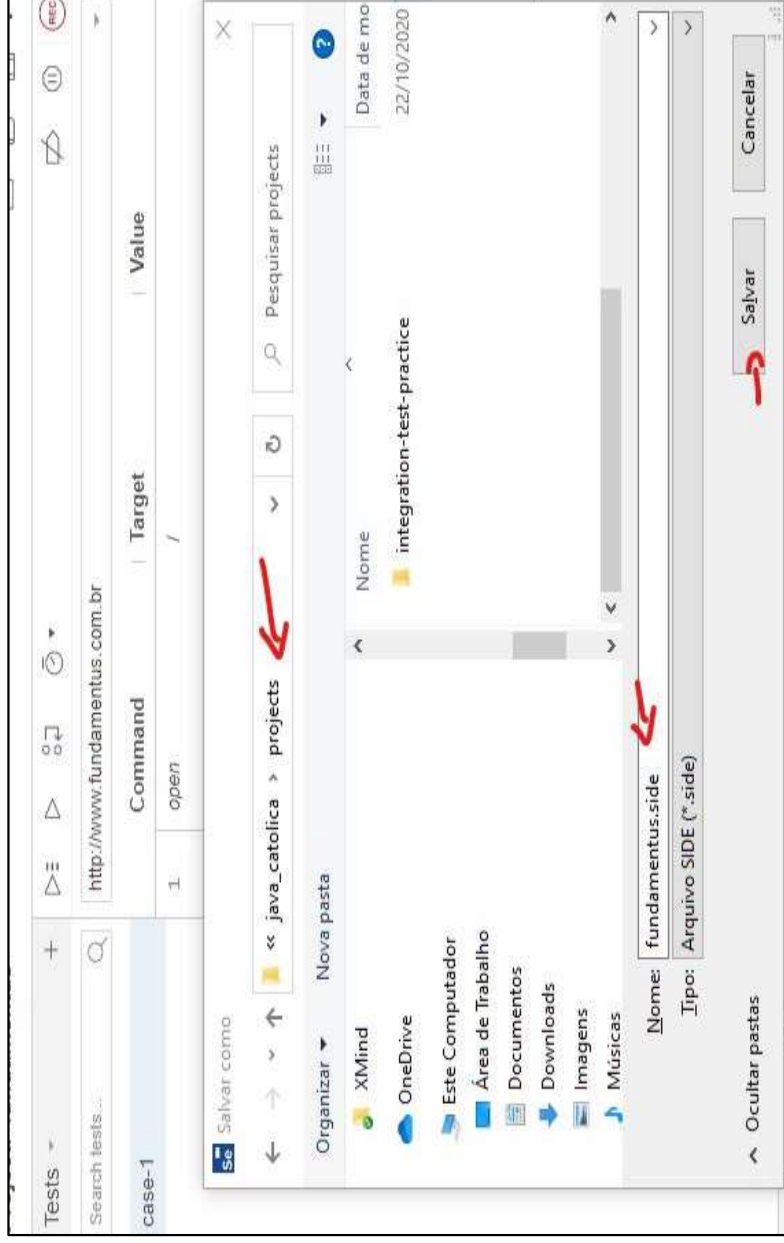 Tests
REC
Search tests...
http://www.fundamentus.com.br
case-1
Command
Target
Value
1
open
/
Se Salvar como
« java_catolica > projects
Pesquisar projects
Organizar
Nova pasta
?
XMind
OneDrive
Este Computador
Área de Trabalho
Documentos
Downloads
Imagens
Músicas
Nome
Data de mo
integration-test-practice
22/10/2020
Nome: fundamentus.side
Tipo: Arquivo SIDE (*.side)
Ocultar pastas
Salvar
Cancelar